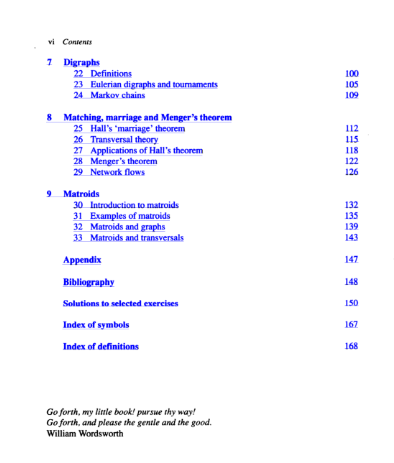 vi Contents
7 Digraphs
22 Definitions 100
23 Eulerian digraphs and tournaments 105
24 Markov chains 109
8 Matching, marriage and Menger's theorem
25 Hall's 'marriage' theorem 112
26 Transversal theory 115
27 Applications of Hall's theorem 118
28 Menger's theorem 122
29 Network flows 126
9 Matroids
30 Introduction to matroids 132
31 Examples of matroids 135
32 Matroids and graphs 139
33 Matroids and transversals 143
Appendix 147
Bibliography 148
Solutions to selected exercises 150
Index of symbols 167
Index of definitions 168
Go forth, my little book! pursue thy way!
Go forth, and please the gentle and the good.
William Wordsworth